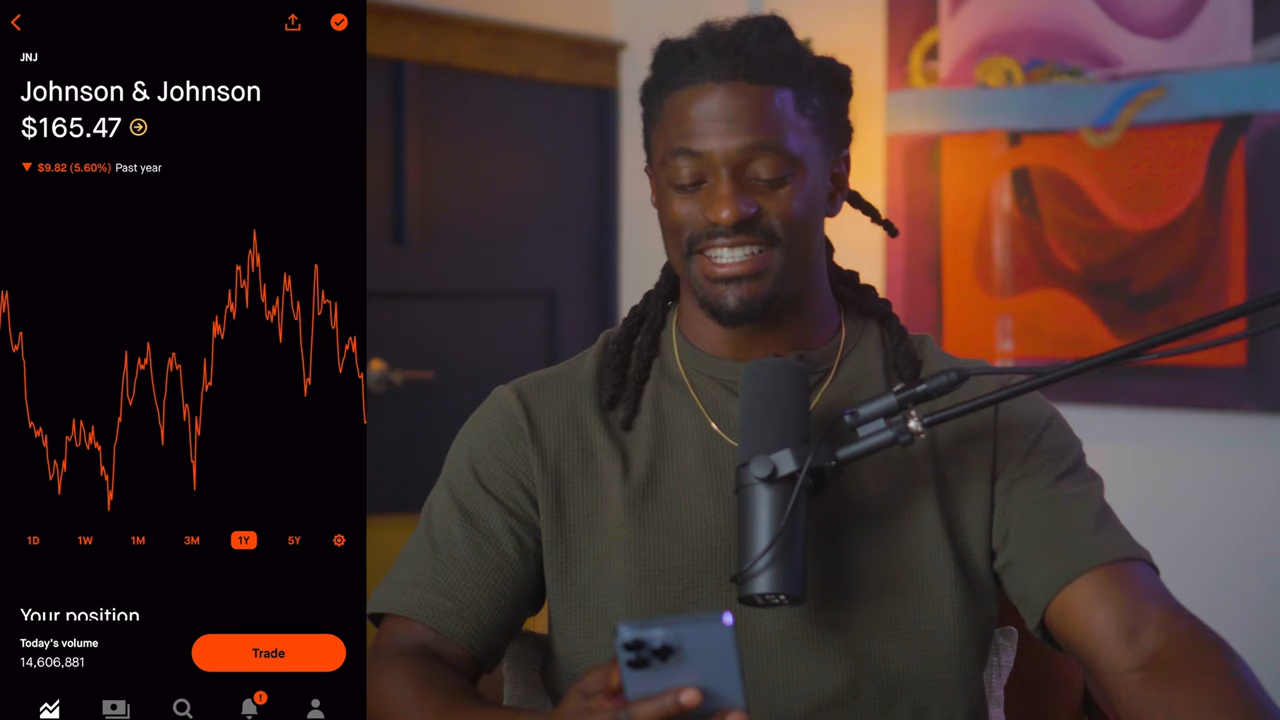 JNJ
Johnson & Johnson
$165.47
▼ $9.82 (5.60%) Past year
1D 1W 1M 3M 1Y 5Y
Your position
Today's volume
14,606,881
Trade
!